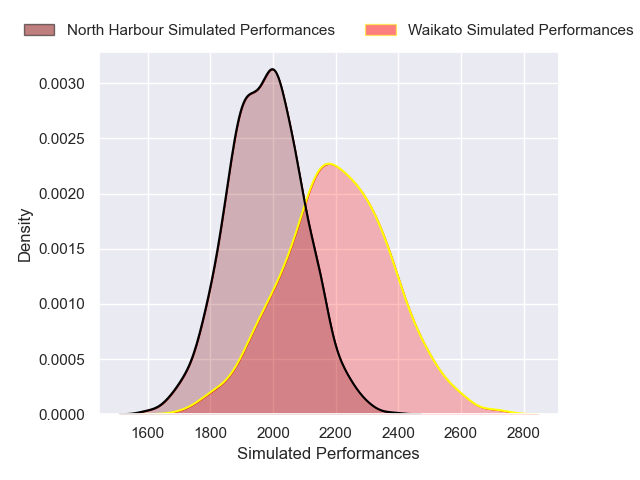 North Harbour Simulated Performances Waikato Simulated Performances
0.0030
0.0025
0.0020
0.0015
0.0010
0.0005
0.0000
Density
1600 1800 2000 2200 2400 2600 2800
Simulated Performances